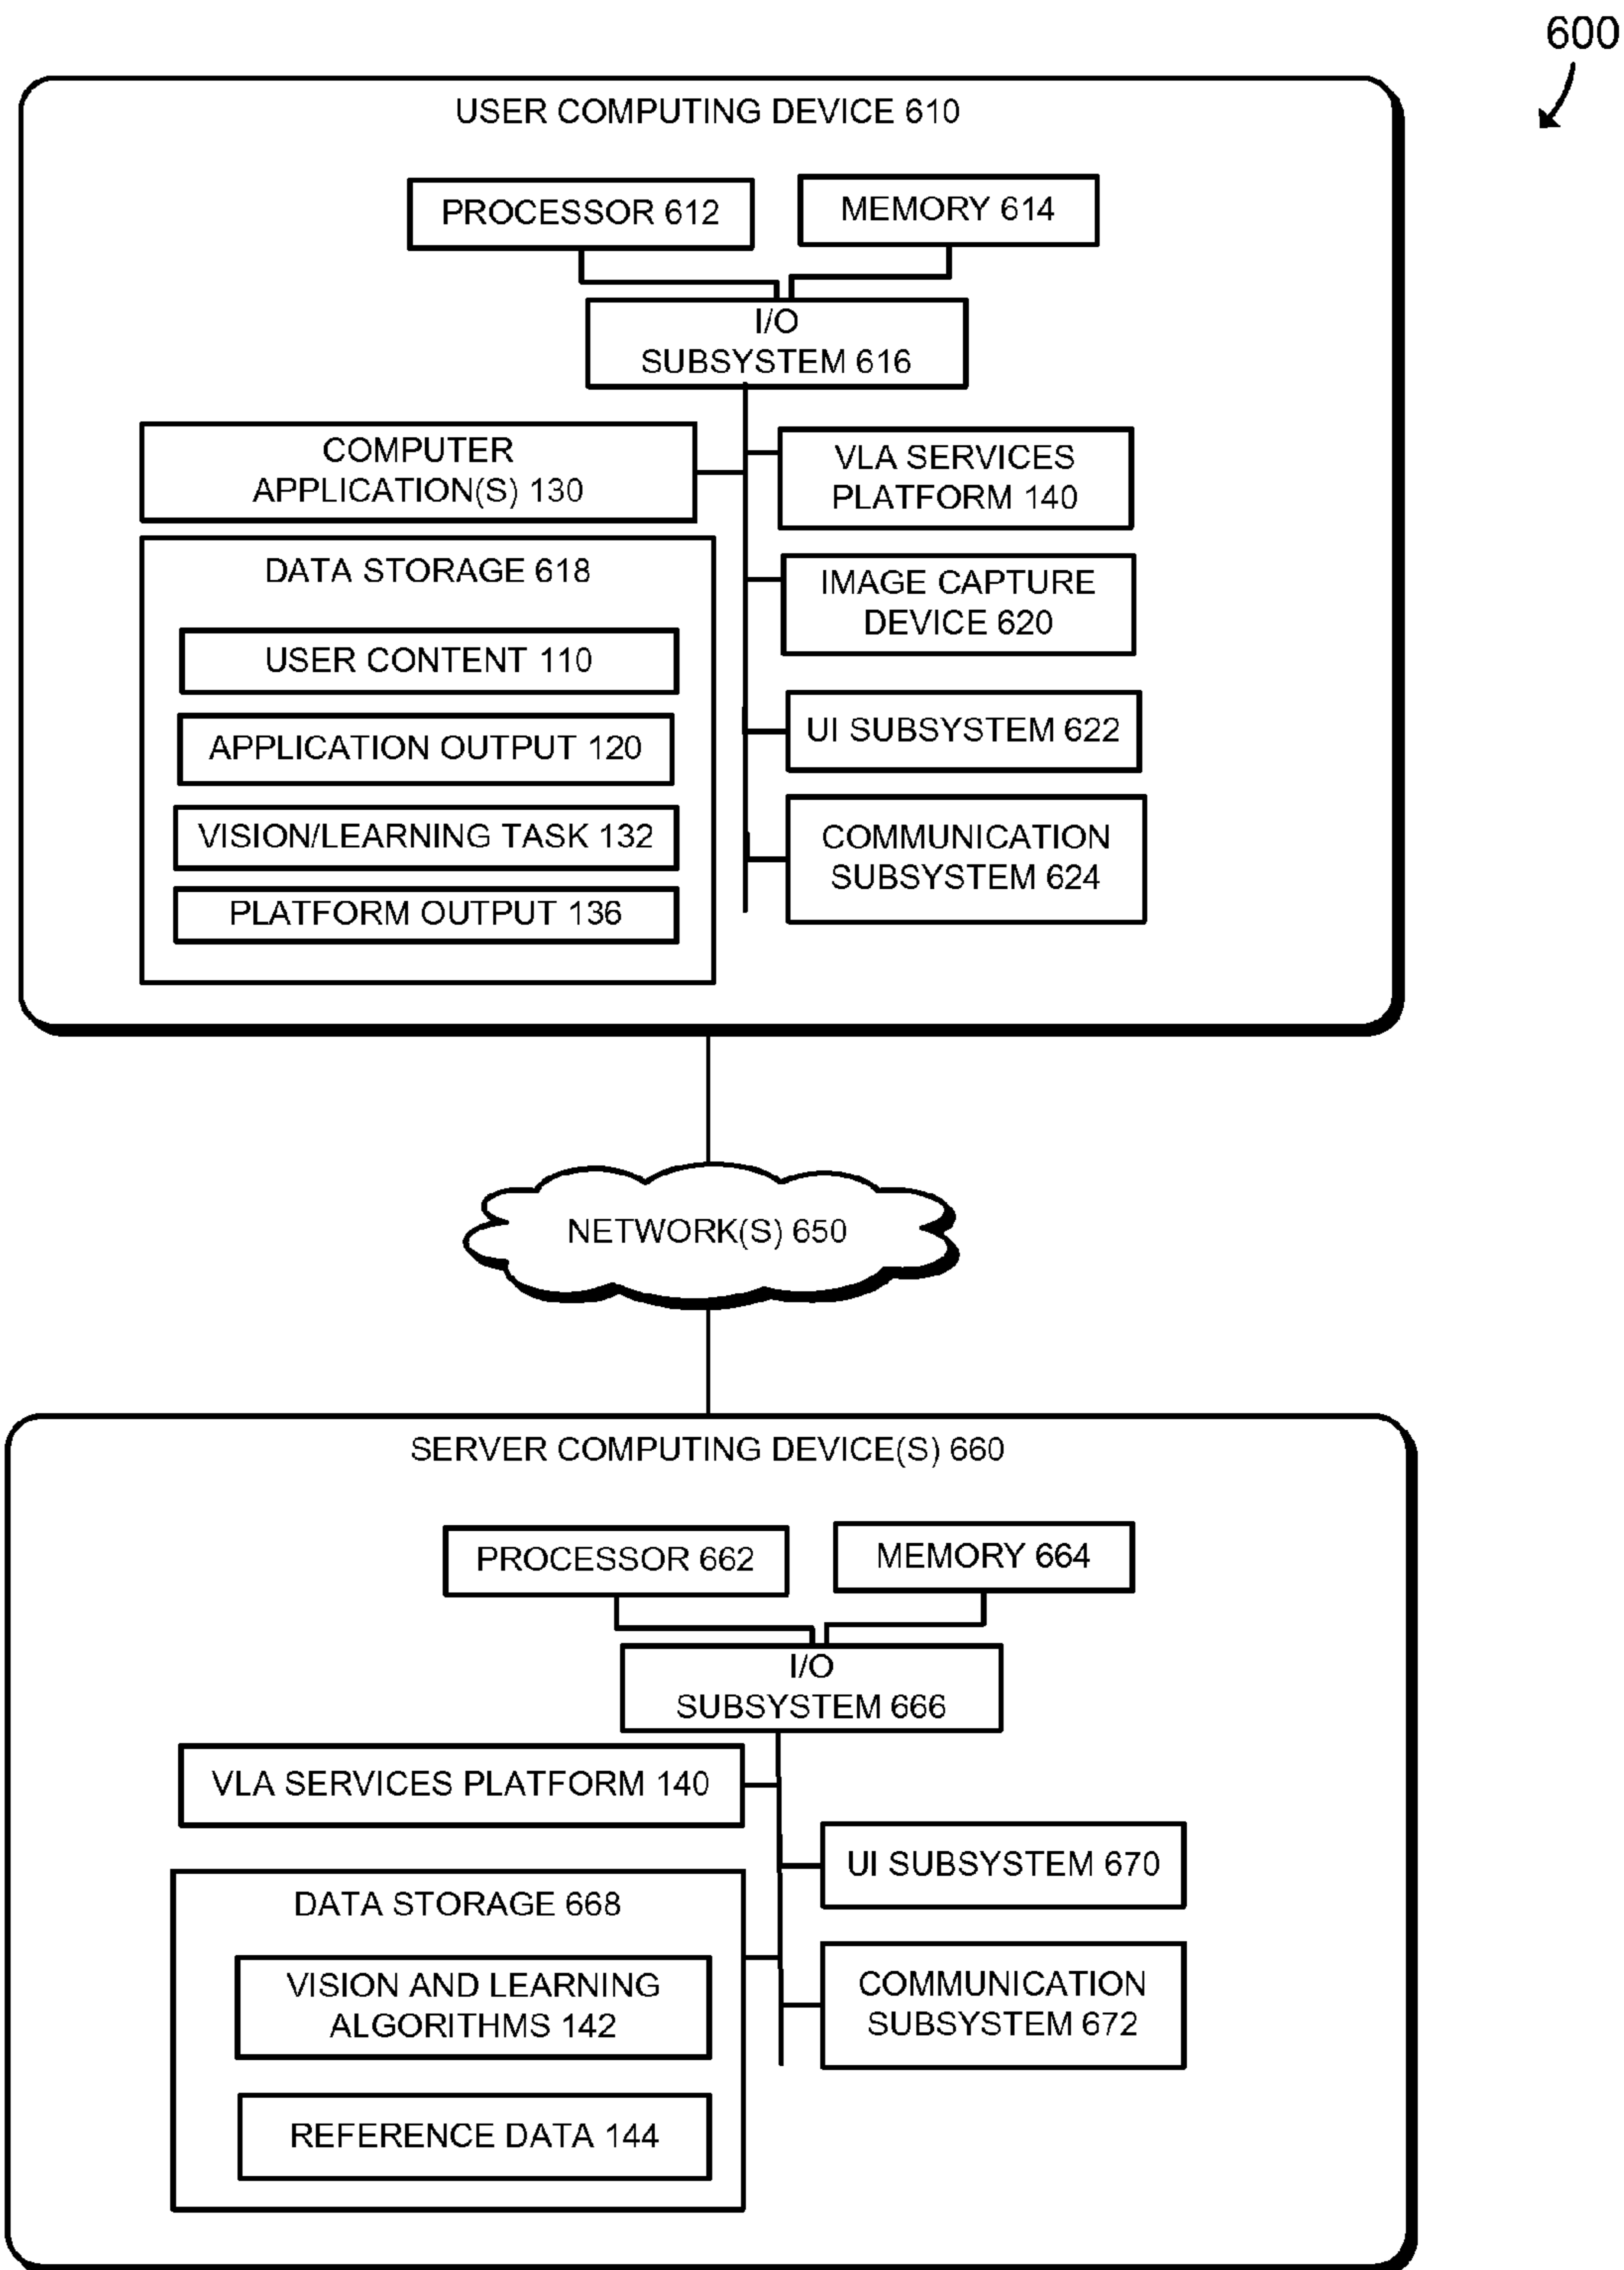 600
USER COMPUTING DEVICE 610
PROCESSOR 612
MEMORY 614
I/O
SUBSYSTEM 616
COMPUTER
APPLICATION(S) 130
VLA SERVICES
PLATFORM 140
DATA STORAGE 618
IMAGE CAPTURE
DEVICE 620
USER CONTENT 110
APPLICATION OUTPUT 120
UI SUBSYSTEM 622
VISION/LEARNING TASK 132
COMMUNICATION
SUBSYSTEM 624
PLATFORM OUTPUT 136
NETWORK(S) 650
SERVER COMPUTING DEVICE(S) 660
PROCESSOR 662
MEMORY 664
I/O
SUBSYSTEM 666
VLA SERVICES PLATFORM 140
UI SUBSYSTEM 670
DATA STORAGE 668
VISION AND LEARNING
ALGORITHMS 142
COMMUNICATION
SUBSYSTEM 672
REFERENCE DATA 144